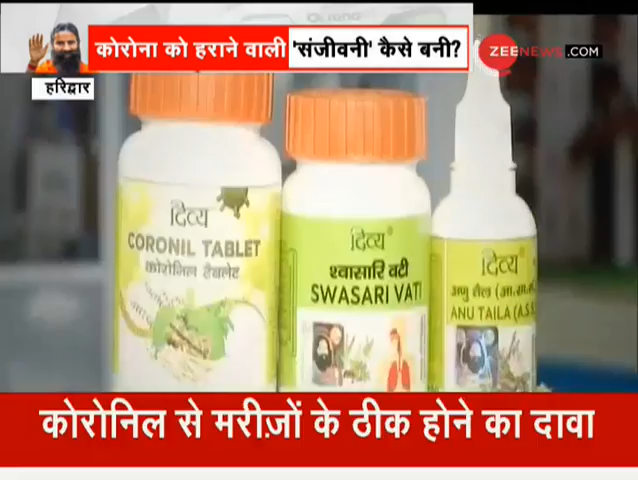 कोरोना को हराने वाली 'संजीवनी' कैसे बनी?
ZEENEWS.COM
हरिद्वार
दिव्य
CORONIL TABLET
कोरोनिल टैबलेट
दिव्य
श्वासारि वटी
SWASARI VATI
दिव्य
अणु तैल (आ.सा.सं.
ANU TAILA (A.S.S.
कोरोनिल से मरीज़ों के ठीक होने का दावा